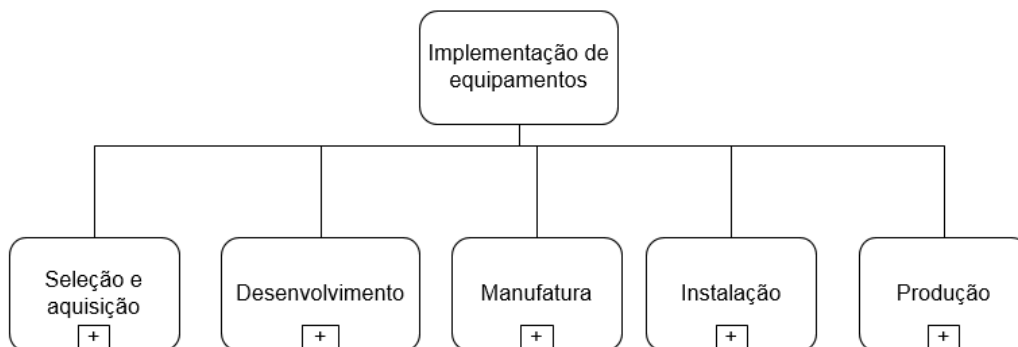 Implementação de
equipamentos
Seleção e
aquisição
+
Desenvolvimento
+
Manufatura
+
Instalação
+
Produção
+